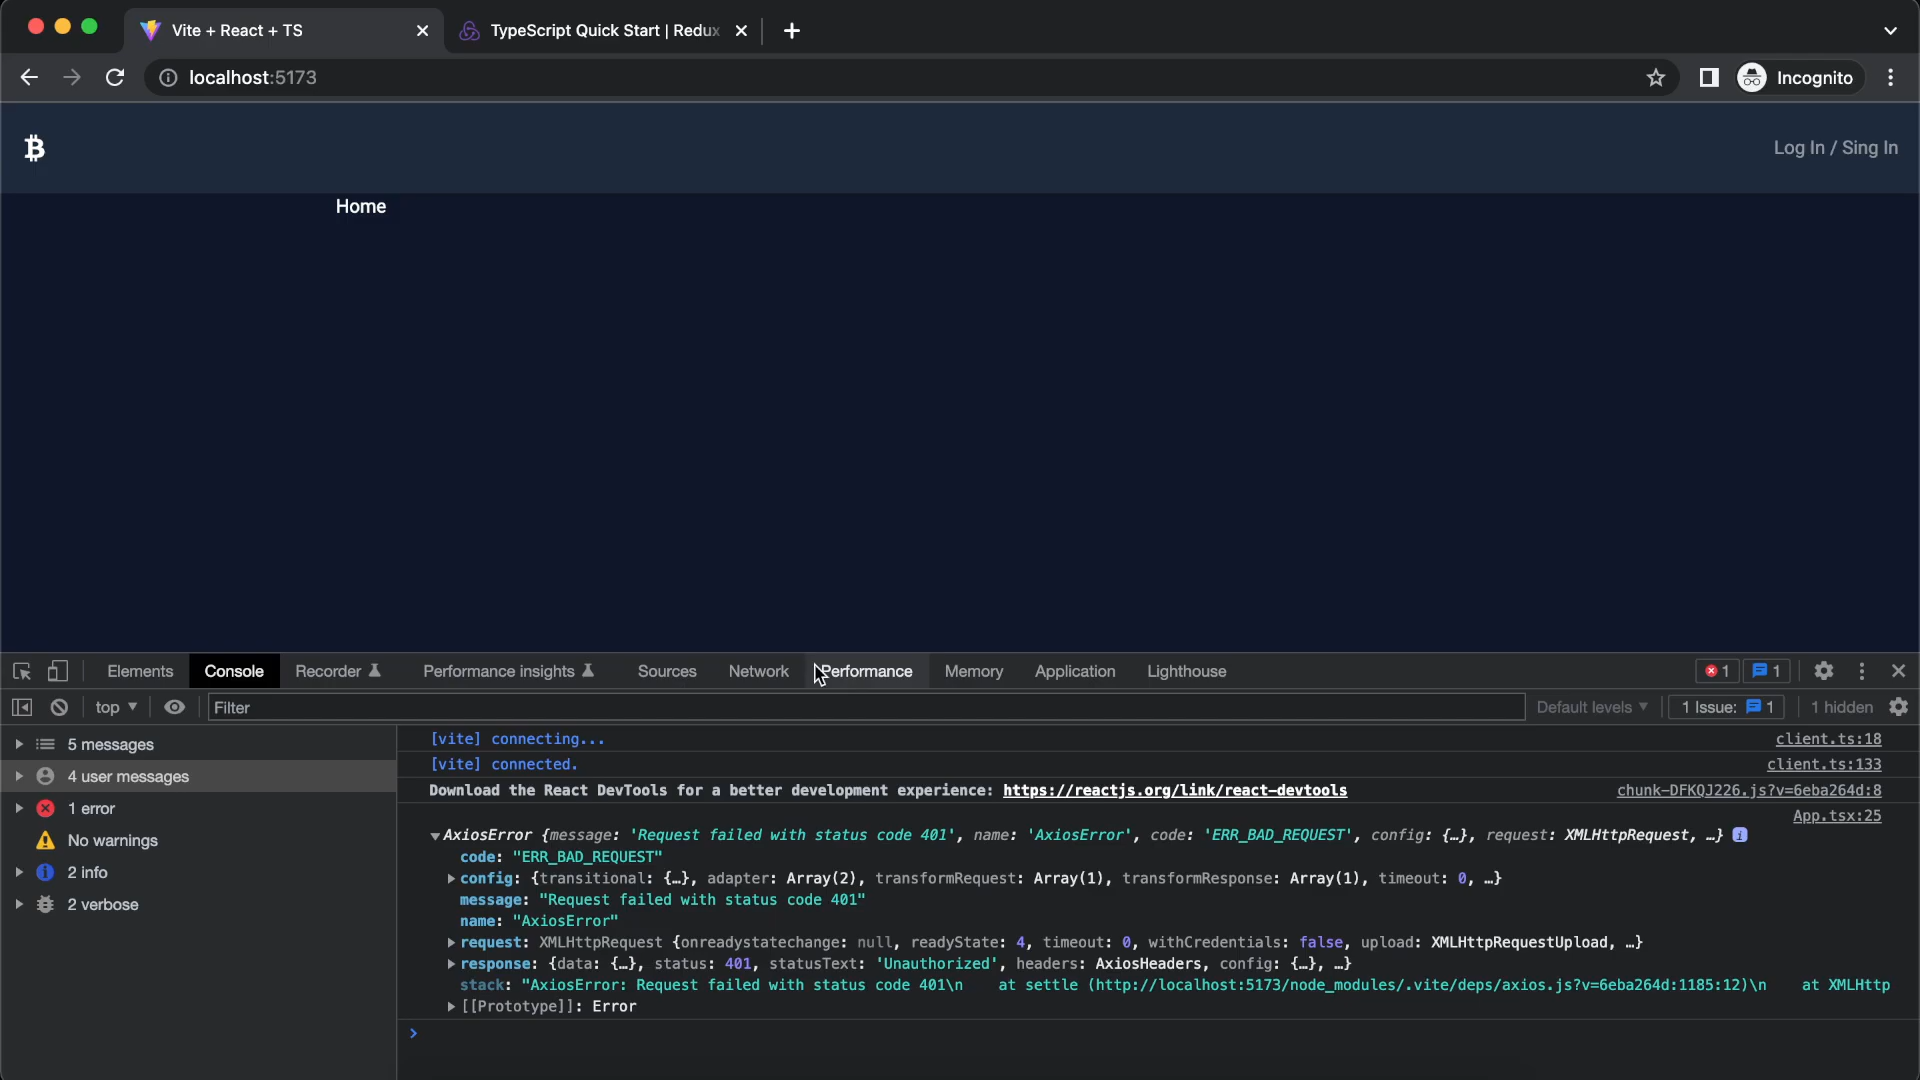 Vite + React + TS
TypeScript Quick Start | Redux
localhost:5173
Incognito
Log In / Sing In
Home
Elements Console Recorder Performance insights Sources Network Performance Memory Application Lighthouse 1 1
top Filter Default levels 1 Issue: 1 1 hidden
5 messages
4 user messages
1 error
No warnings
2 info
2 verbose
[vite] connecting... client.ts:18
[vite] connected. client.ts:133
Download the React DevTools for a better development experience: https://reactjs.org/link/react-devtools chunk-DFKQJ226.js?v=6eba264d:8
App.tsx:25
AxiosError {message: 'Request failed with status code 401', name: 'AxiosError', code: 'ERR_BAD_REQUEST', config: {…}, request: XMLHttpRequest, …}
code: "ERR_BAD_REQUEST"
config: {transitional: {…}, adapter: Array(2), transformRequest: Array(1), transformResponse: Array(1), timeout: 0, …}
message: "Request failed with status code 401"
name: "AxiosError"
request: XMLHttpRequest {onreadystatechange: null, readyState: 4, timeout: 0, withCredentials: false, upload: XMLHttpRequestUpload, …}
response: {data: {…}, status: 401, statusText: 'Unauthorized', headers: AxiosHeaders, config: {…}, …}
stack: "AxiosError: Request failed with status code 401\n    at settle (http://localhost:5173/node_modules/.vite/deps/axios.js?v=6eba264d:1185:12)\n    at XMLHttp
[[Prototype]]: Error